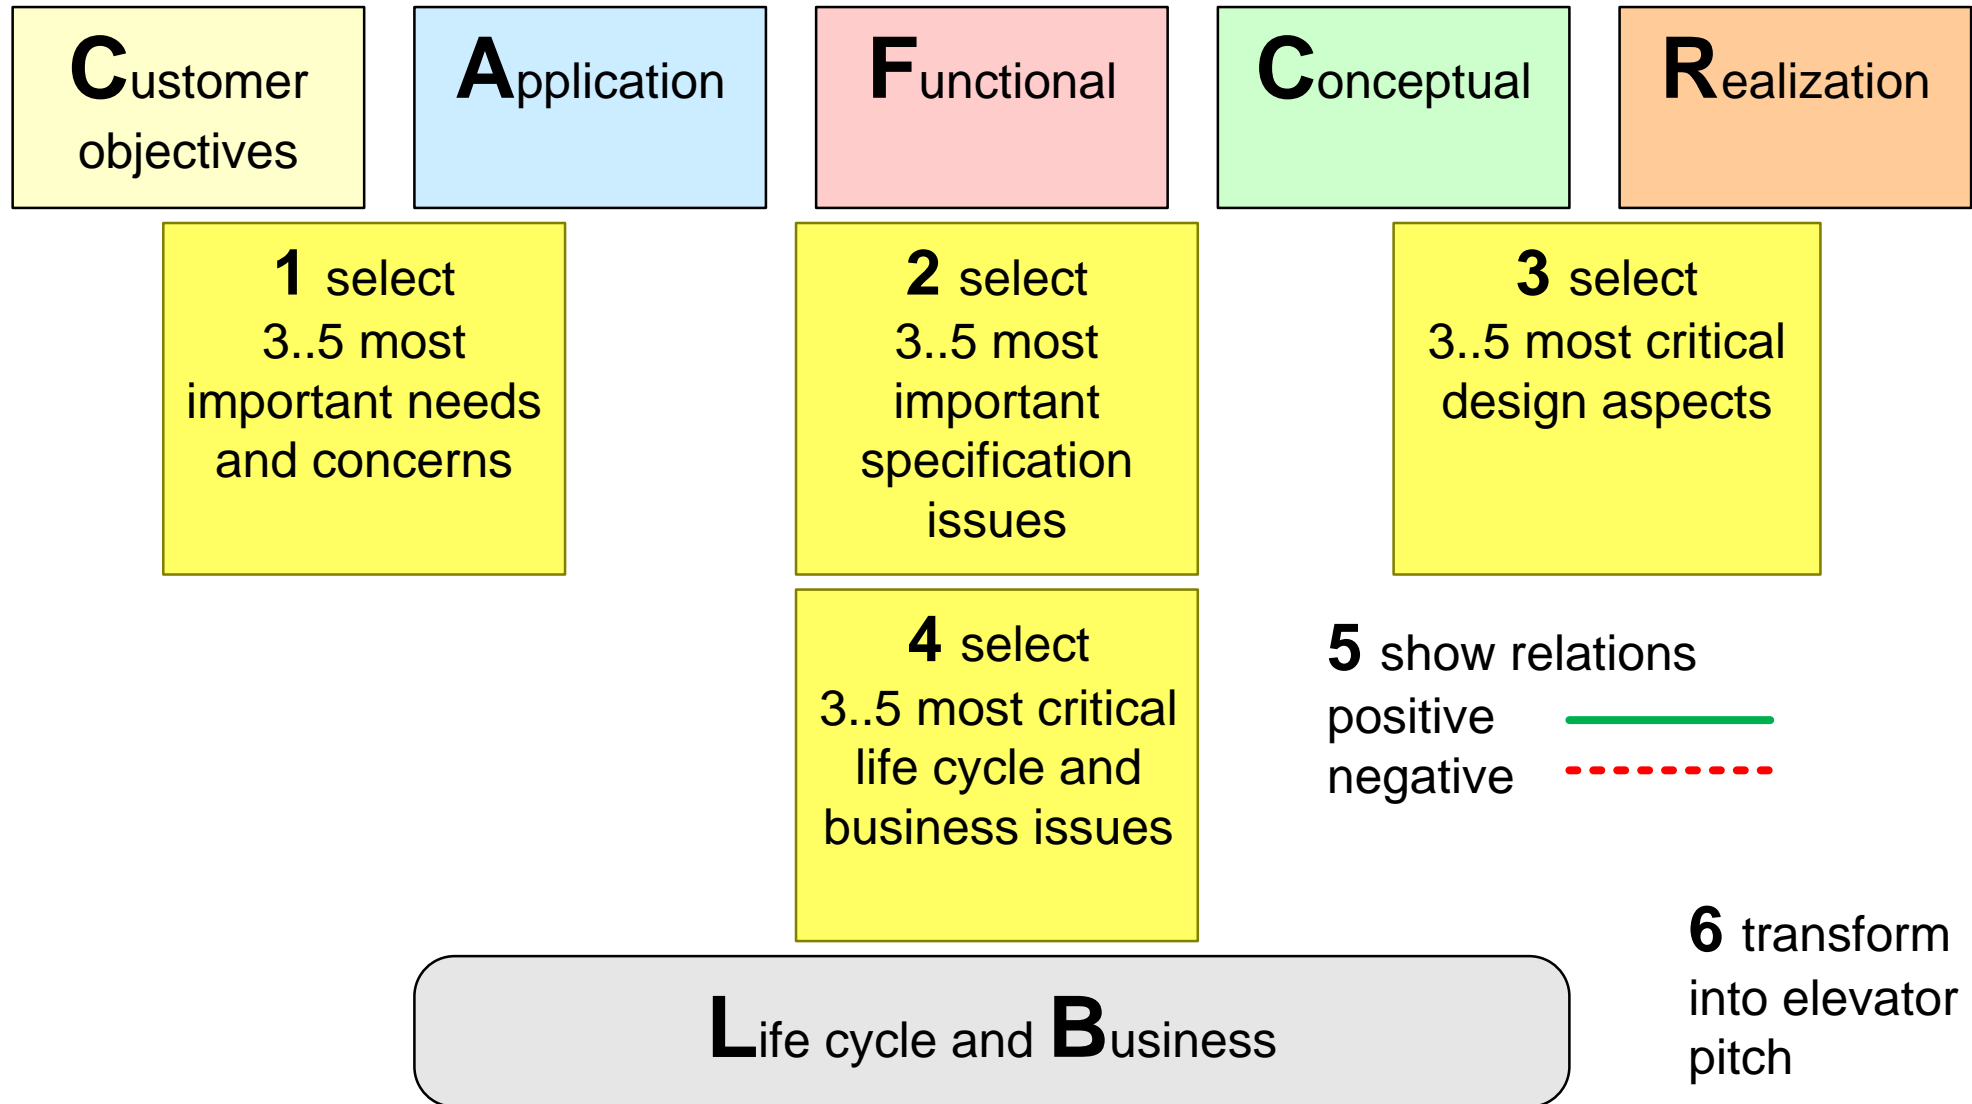 Customer
objectives
Application
Functional
Conceptual
Realization
1 select
3..5 most
important needs
and concerns
2 select
3..5 most
important
specification
issues
3 select
3..5 most critical
design aspects
4 select
3..5 most critical
life cycle and
business issues
5 show relations
positive
negative
6 transform
into elevator
pitch
Life cycle and Business